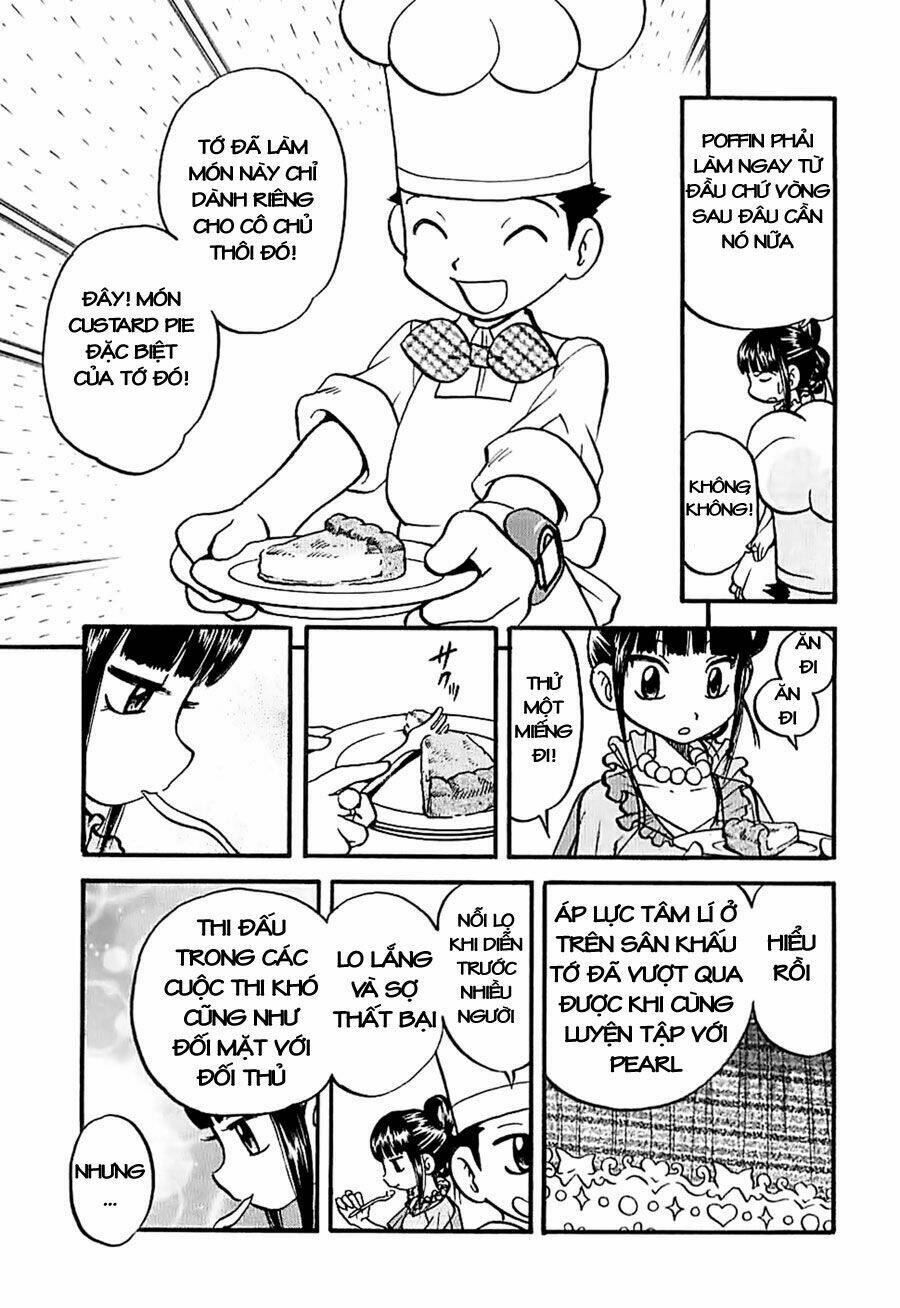 POFFIN PHẢI
LÀM NGAY TỪ
ĐẦU CHỨ VÒNG
SAU ĐÂU CẦN
NÓ NỮA
KHÔNG,
KHÔNG!
TỚ ĐÃ LÀM
MÓN NÀY CHỈ
DÀNH RIÊNG
CHO CÔ CHỦ
THÔI ĐÓ!
ĐÂY! MÓN
CUSTARD PIE
ĐẶC BIỆT
CỦA TỚ ĐÓ!
ĂN
ĐI
ĂN
ĐI
THỬ
MỘT
MIẾNG
ĐI!
サクッ
HIỂU
RỒI
ÁP LỰC TÂM LÍ Ở
TRÊN SÂN KHẤU
TỚ ĐÃ VƯỢT QUA
ĐƯỢC KHI CÙNG
LUYỆN TẬP VỚI
PEARL
NỖI LO
KHI DIỄN
TRƯỚC
NHIỀU
NGƯỜI
LO LẮNG
VÀ SỢ
THẤT BẠI
THI ĐẤU
TRONG CÁC
CUỘC THI KHÓ
CŨNG NHƯ
ĐỐI MẶT VỚI
ĐỐI THỦ
NHƯNG
...